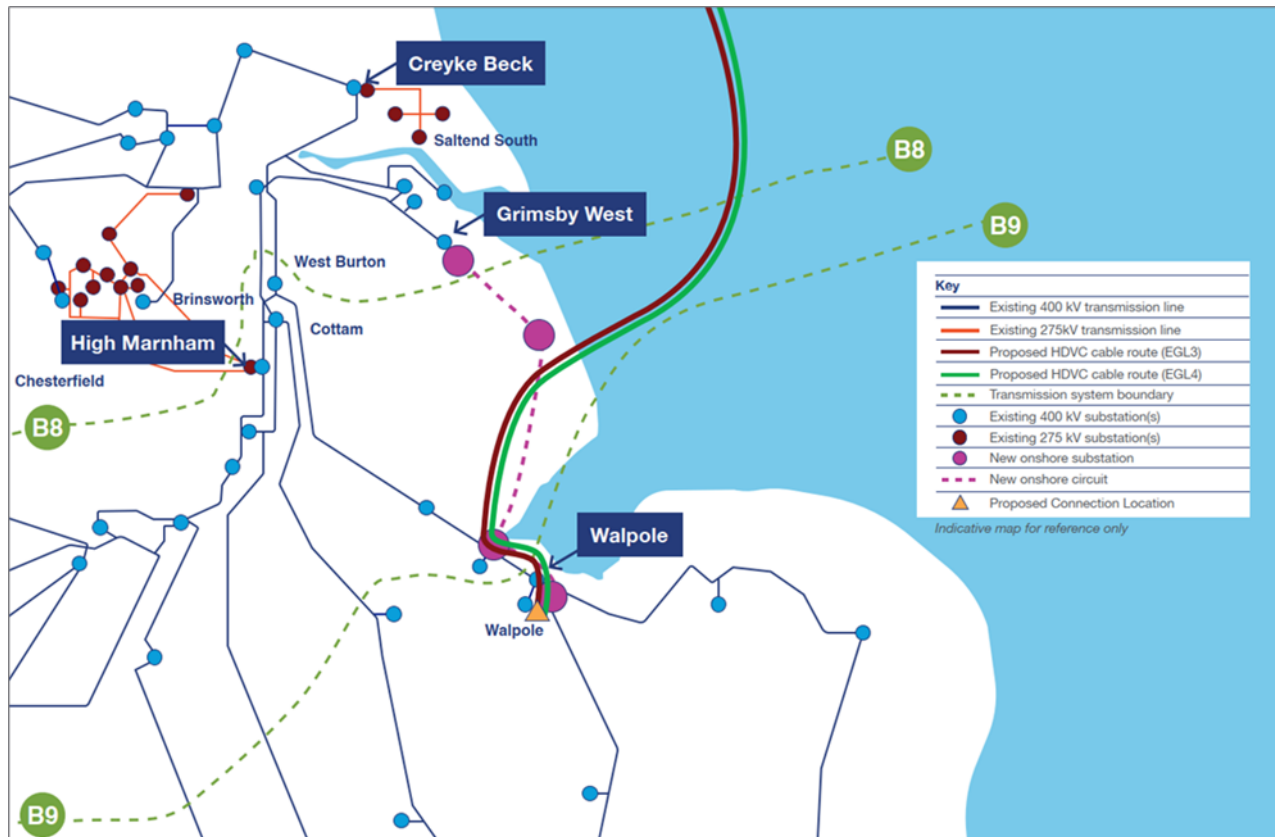 Creyke Beck
Saltend South
B8
Grimsby West
B9
West Burton
Brinsworth
Cottam
High Marnham
Chesterfield
B8
Key
Existing 400 kV transmission line
Existing 275kV transmission line
Proposed HDVC cable route (EGL3)
Proposed HDVC cable route (EGL4)
Transmission system boundary
Existing 400 kV substation(s)
Existing 275 kV substation(s)
New onshore substation
New onshore circuit
Proposed Connection Location
Indicative map for reference only
Walpole
Walpole
B9